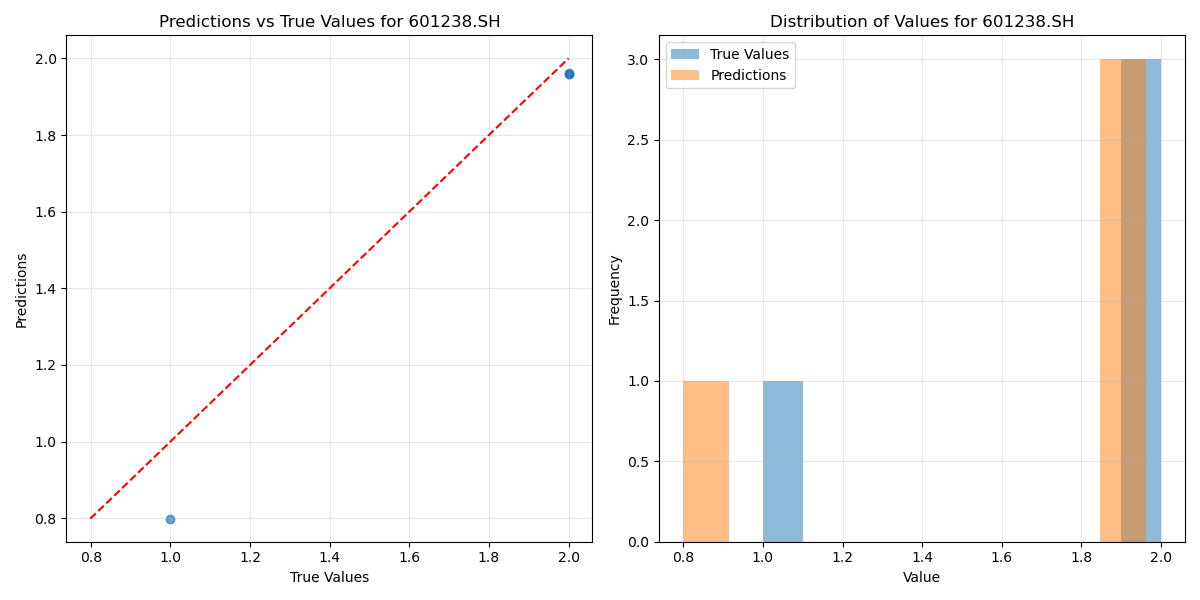 Predictions vs True Values for 601238.SH
2.0
1.8
1.6
1.4
1.2
1.0
0.8
Predictions
0.8 1.0 1.2 1.4 1.6 1.8 2.0
True Values
Distribution of Values for 601238.SH
True Values
Predictions
3.0
2.5
2.0
1.5
1.0
0.5
0.0
Frequency
0.8 1.0 1.2 1.4 1.6 1.8 2.0
Value